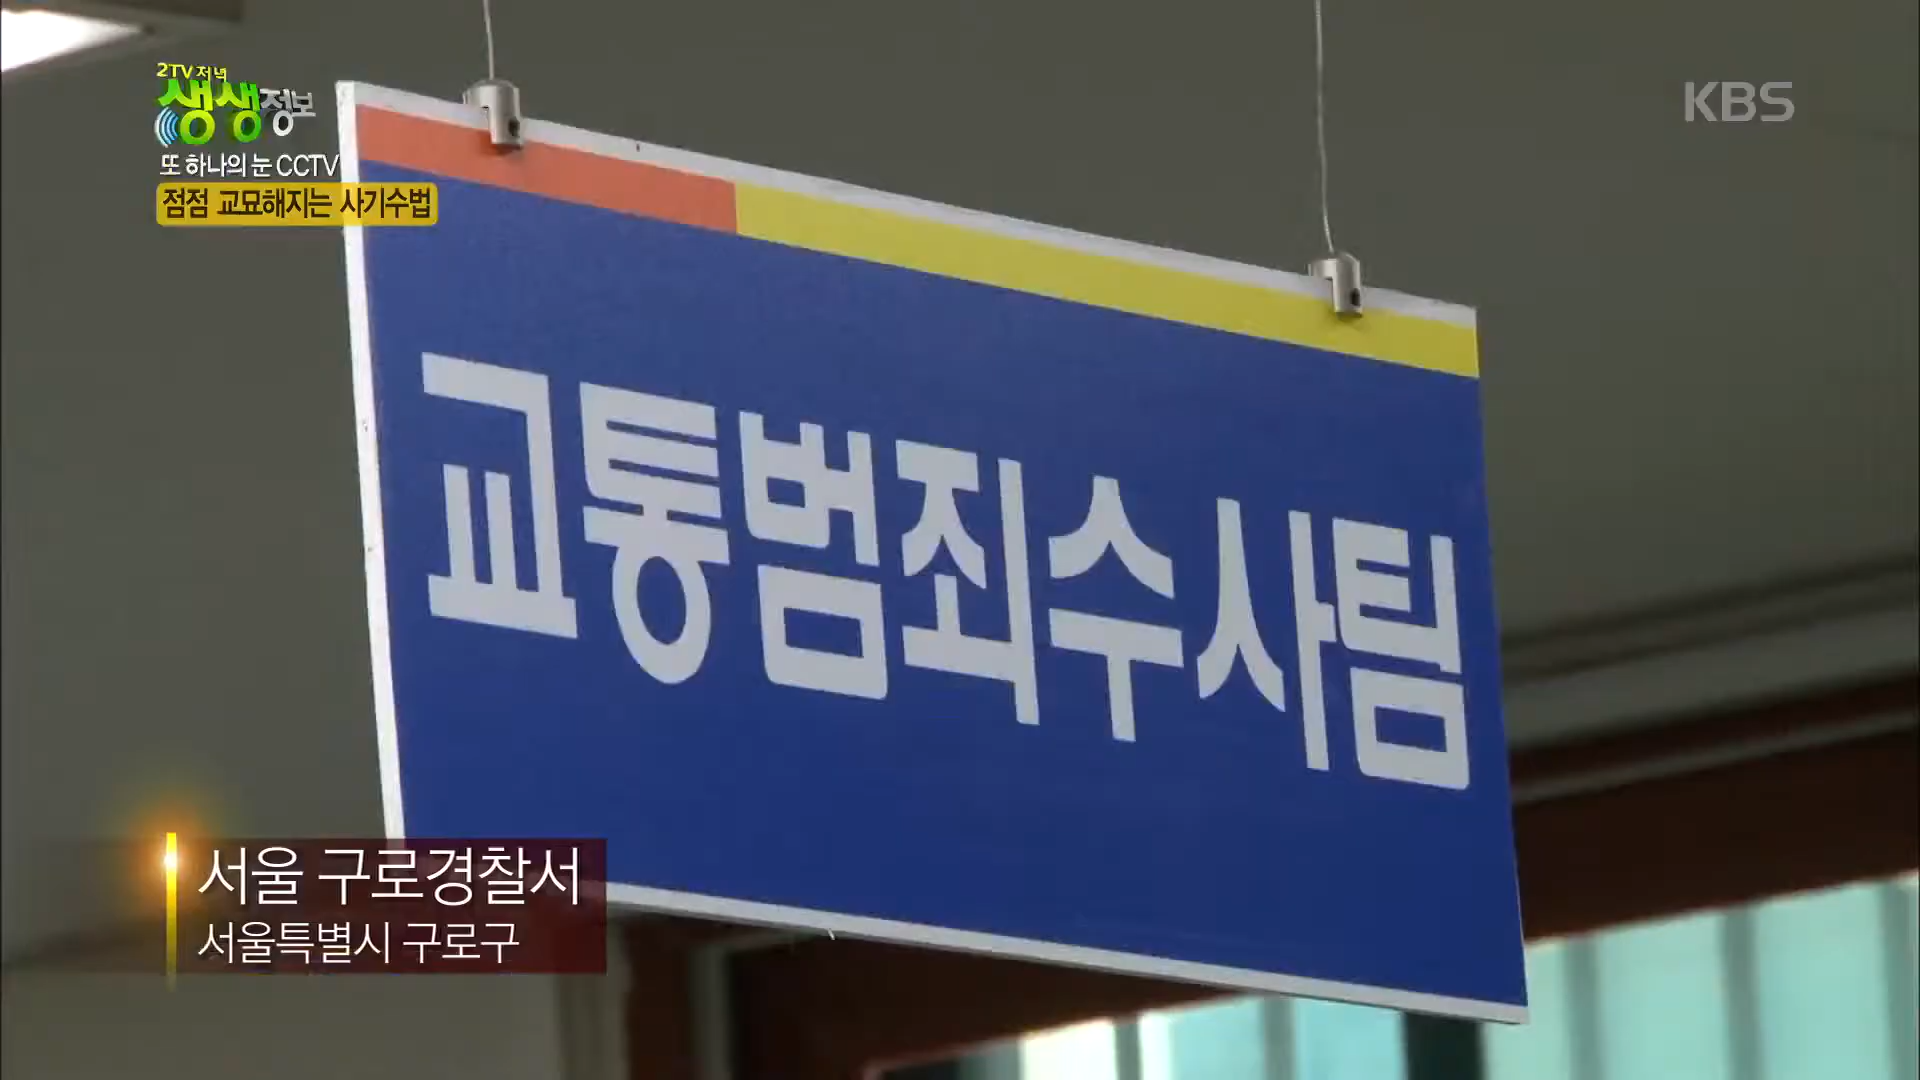 2TV 저녁
생생정보
KBS
또 하나의 눈 CCTV
점점 교묘해지는 사기수법
교통범죄수사팀
서울 구로경찰서
서울특별시 구로구